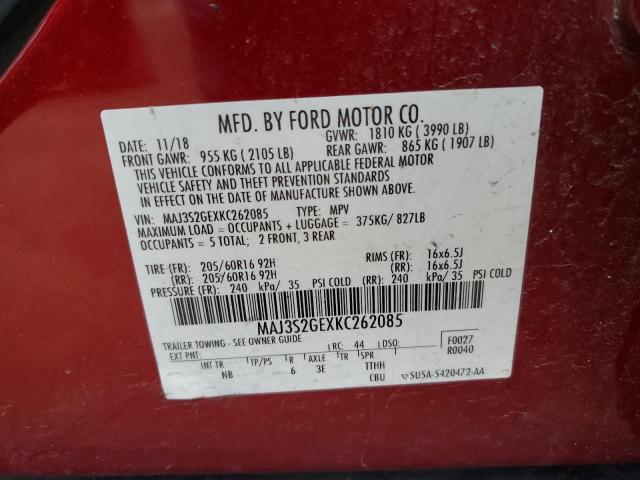 MFD. BY FORD MOTOR CO.
DATE: 11/18 GVWR: 1810 KG ( 3990 LB)
FRONT GAWR: 955 KG ( 2105 LB) REAR GAWR: 865 KG ( 1907 LB)
THIS VEHICLE CONFORMS TO ALL APPLICABLE FEDERAL MOTOR
VEHICLE SAFETY AND THEFT PREVENTION STANDARDS
IN EFFECT ON THE DATE OF MANUFACTURE SHOWN ABOVE.
VIN: MAJ3S2GEXKC262085 TYPE: MPV
MAXIMUM LOAD = OCCUPANTS + LUGGAGE = 375KG/ 827LB
OCCUPANTS = 5 TOTAL; 2 FRONT, 3 REAR
TIRE (FR): 205/60R16 92H RIMS (FR): 16x6.5J
(RR): 205/60R16 92H (RR): 16x6.5J
PRESSURE (FR): 240 kPa/ 35 PSI COLD (RR): 240 kPa/ 35 PSI COLD
MAJ3S2GEXKC262085
TRAILER TOWING - SEE OWNER GUIDE
EXT PNT: RC: 44 DSO: F0027
R0040
INT TR B R AXLE TR SPR
NB 6 3E TTHH
CBU 5U5A-5420472-AA